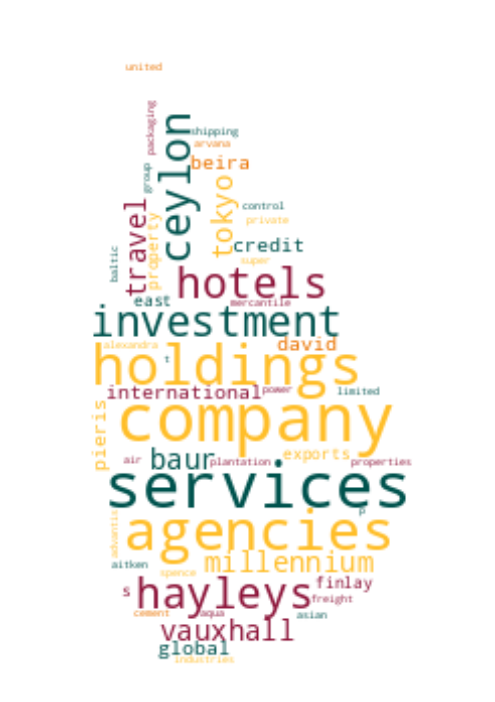 united
packaging
ceylon
shipping
arvana
beira
group
travel
property
tokyo
control
private
credit
baltic
super
hotels
east
mercantile
investment
alexandra
david
t
holdings
international
power
limited
company
pieris
air
baur
plantation
exports
properties
services
p
advantis
agencies
aitken
millennium
spence
finlay
s
hayleys
freight
cement
aqua
asian
vauxhall
global
industries